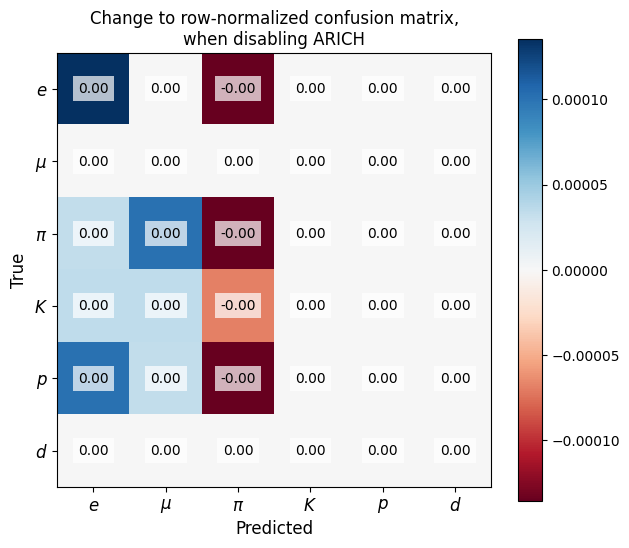 Change to row-normalized confusion matrix,
when disabling ARICH
e 0.00 0.00 -0.00 0.00 0.00 0.00
μ 0.00 0.00 0.00 0.00 0.00 0.00
π 0.00 0.00 -0.00 0.00 0.00 0.00
K 0.00 0.00 -0.00 0.00 0.00 0.00
p 0.00 0.00 -0.00 0.00 0.00 0.00
d 0.00 0.00 0.00 0.00 0.00 0.00
True
e μ π K p d
Predicted
0.00010
0.00005
0.00000
−0.00005
−0.00010